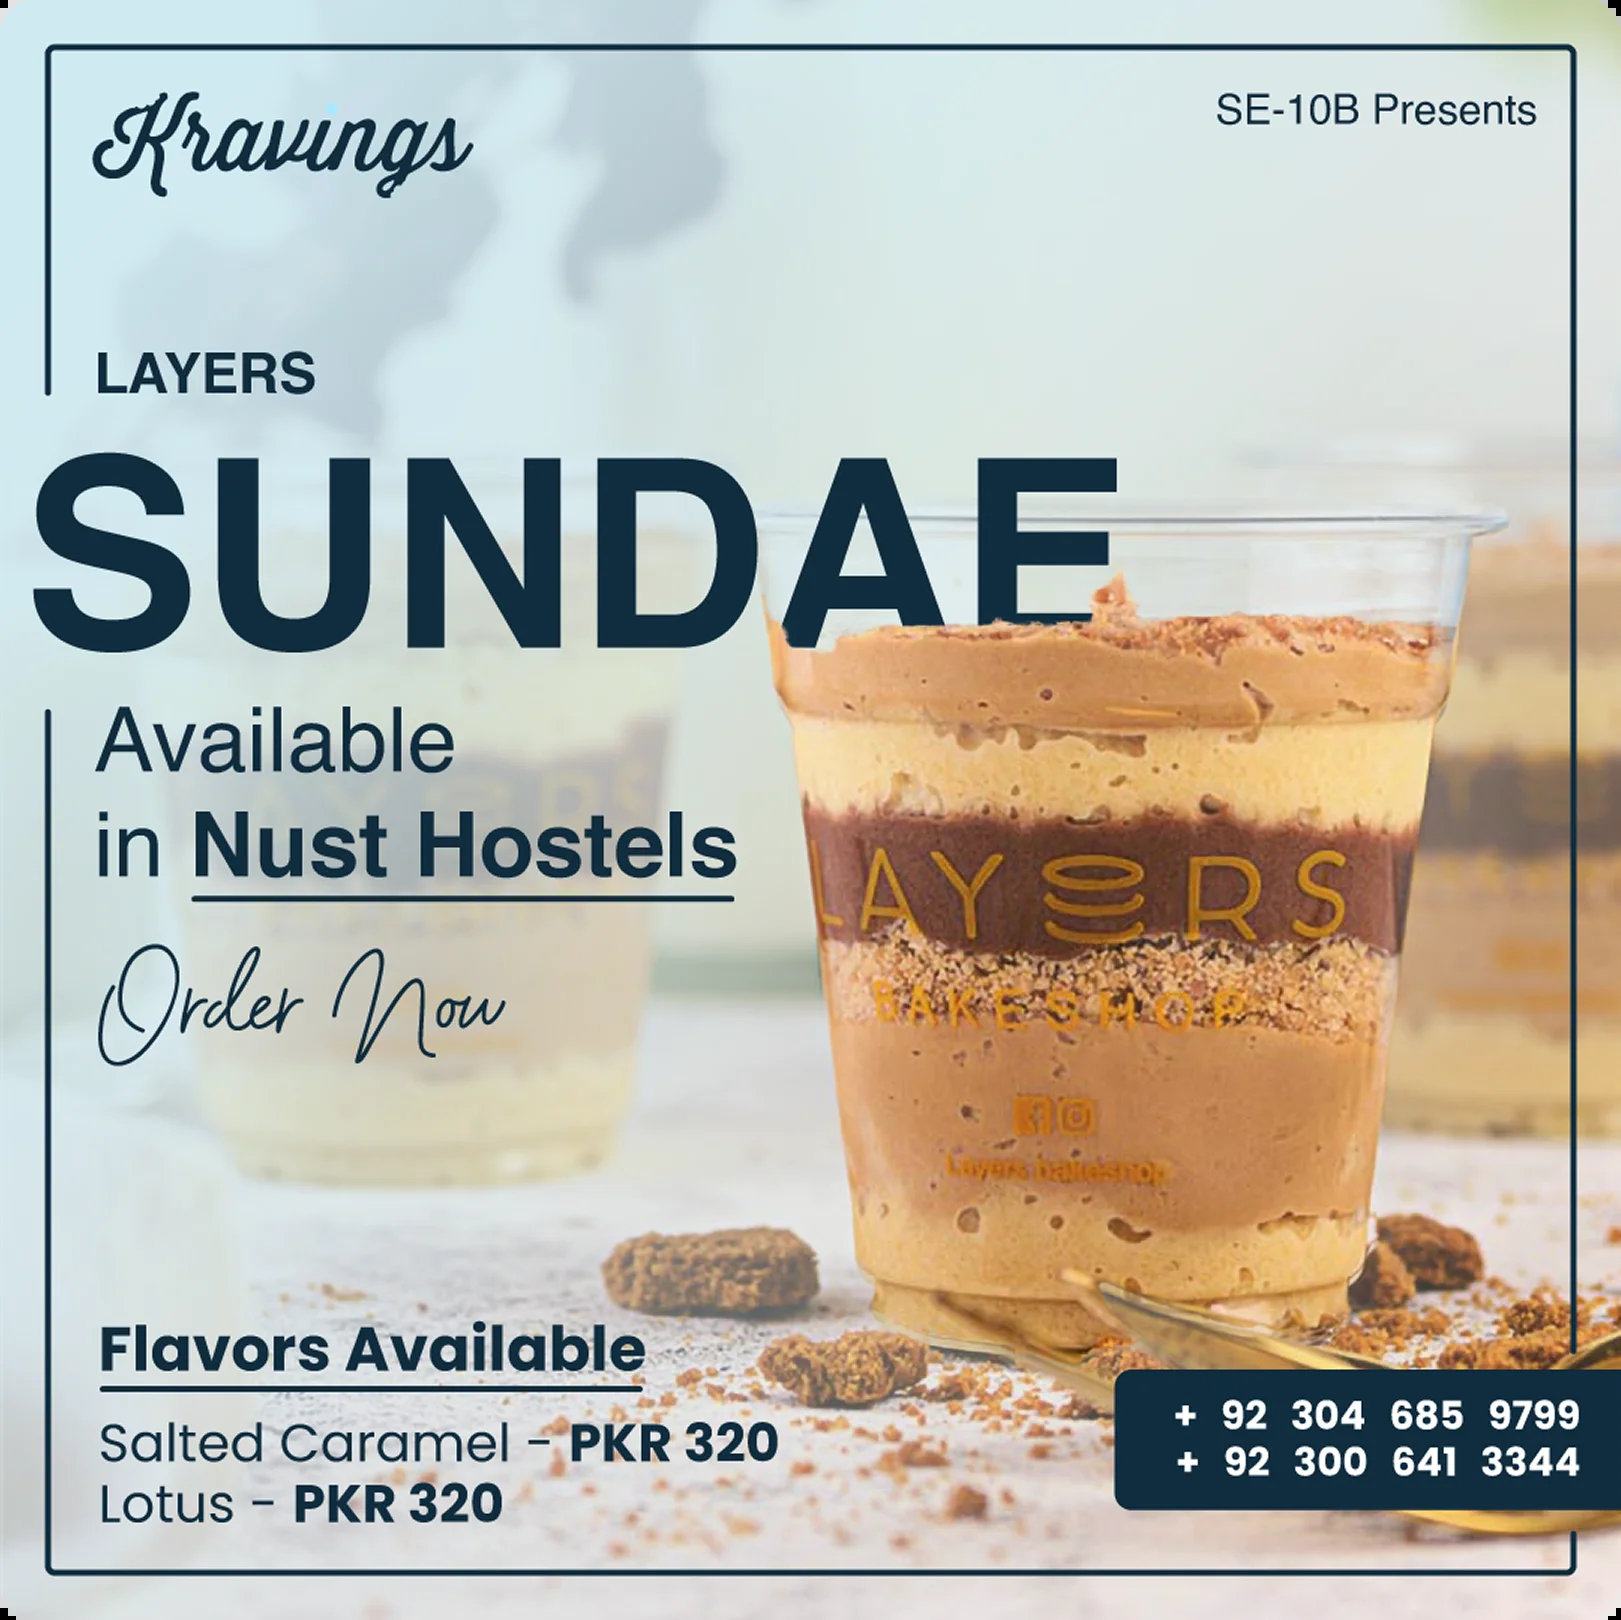 Kravings
SE-10B Presents
LAYERS
SUNDAE
Available
in Nust Hostels
Order Now
LAYERS
BAKESHOP
Layers bakeshop
Flavors Available
Salted Caramel - PKR 320
Lotus - PKR 320
+ 92 304 685 9799
+ 92 300 641 3344